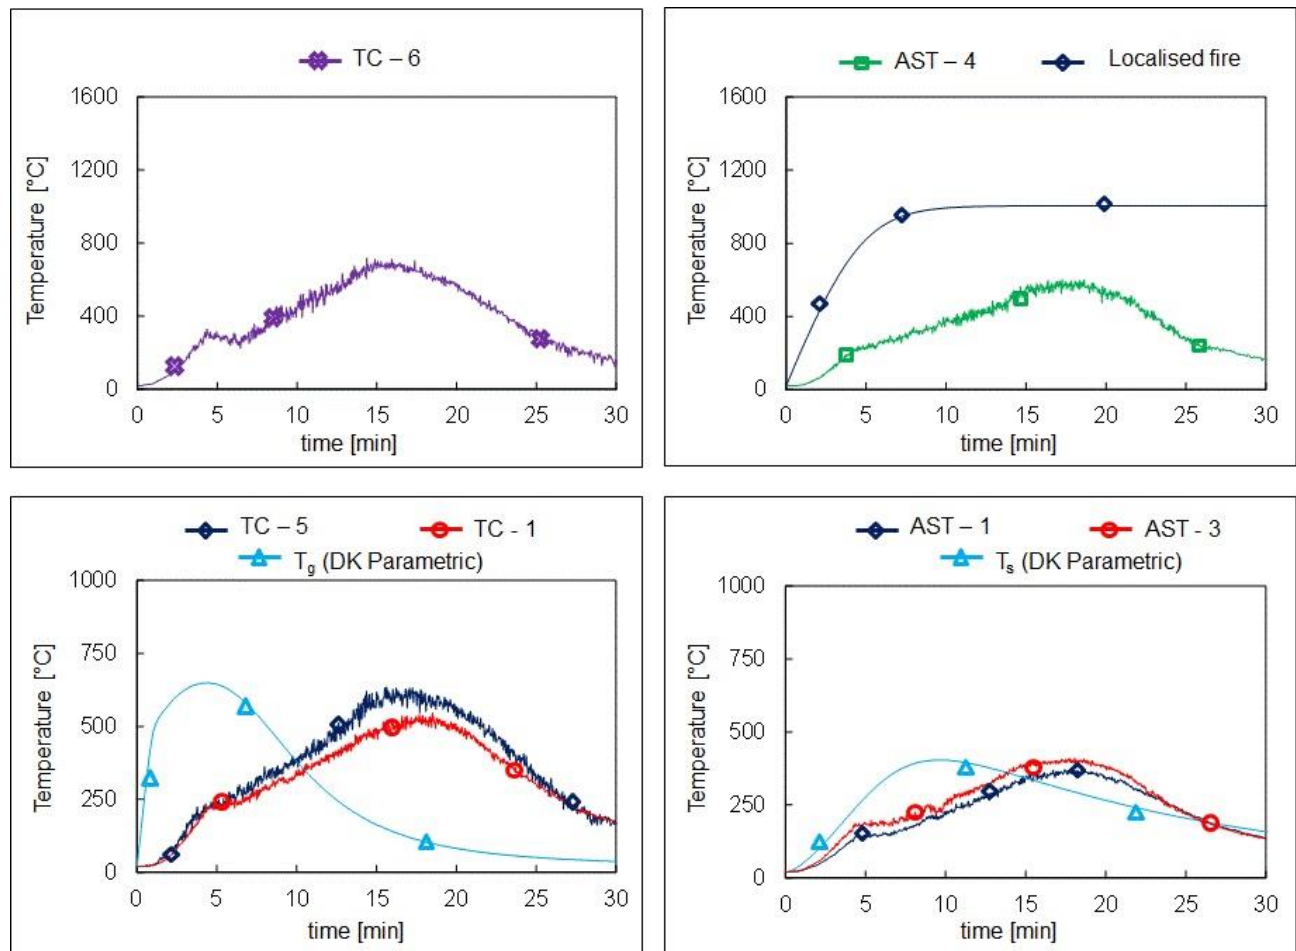 TC – 6
1600
1200
800
400
0
Temperature [°C]
0 5 10 15 20 25 30
time [min]
AST – 4 Localised fire
1600
1200
800
400
0
Temperature [°C]
0 5 10 15 20 25 30
time [min]
TC – 5 TC - 1
Tg (DK Parametric)
1000
750
500
250
0
Temperature [°C]
0 5 10 15 20 25 30
time [min]
AST – 1 AST - 3
Ts (DK Parametric)
1000
750
500
250
0
Temperature [°C]
0 5 10 15 20 25 30
time [min]